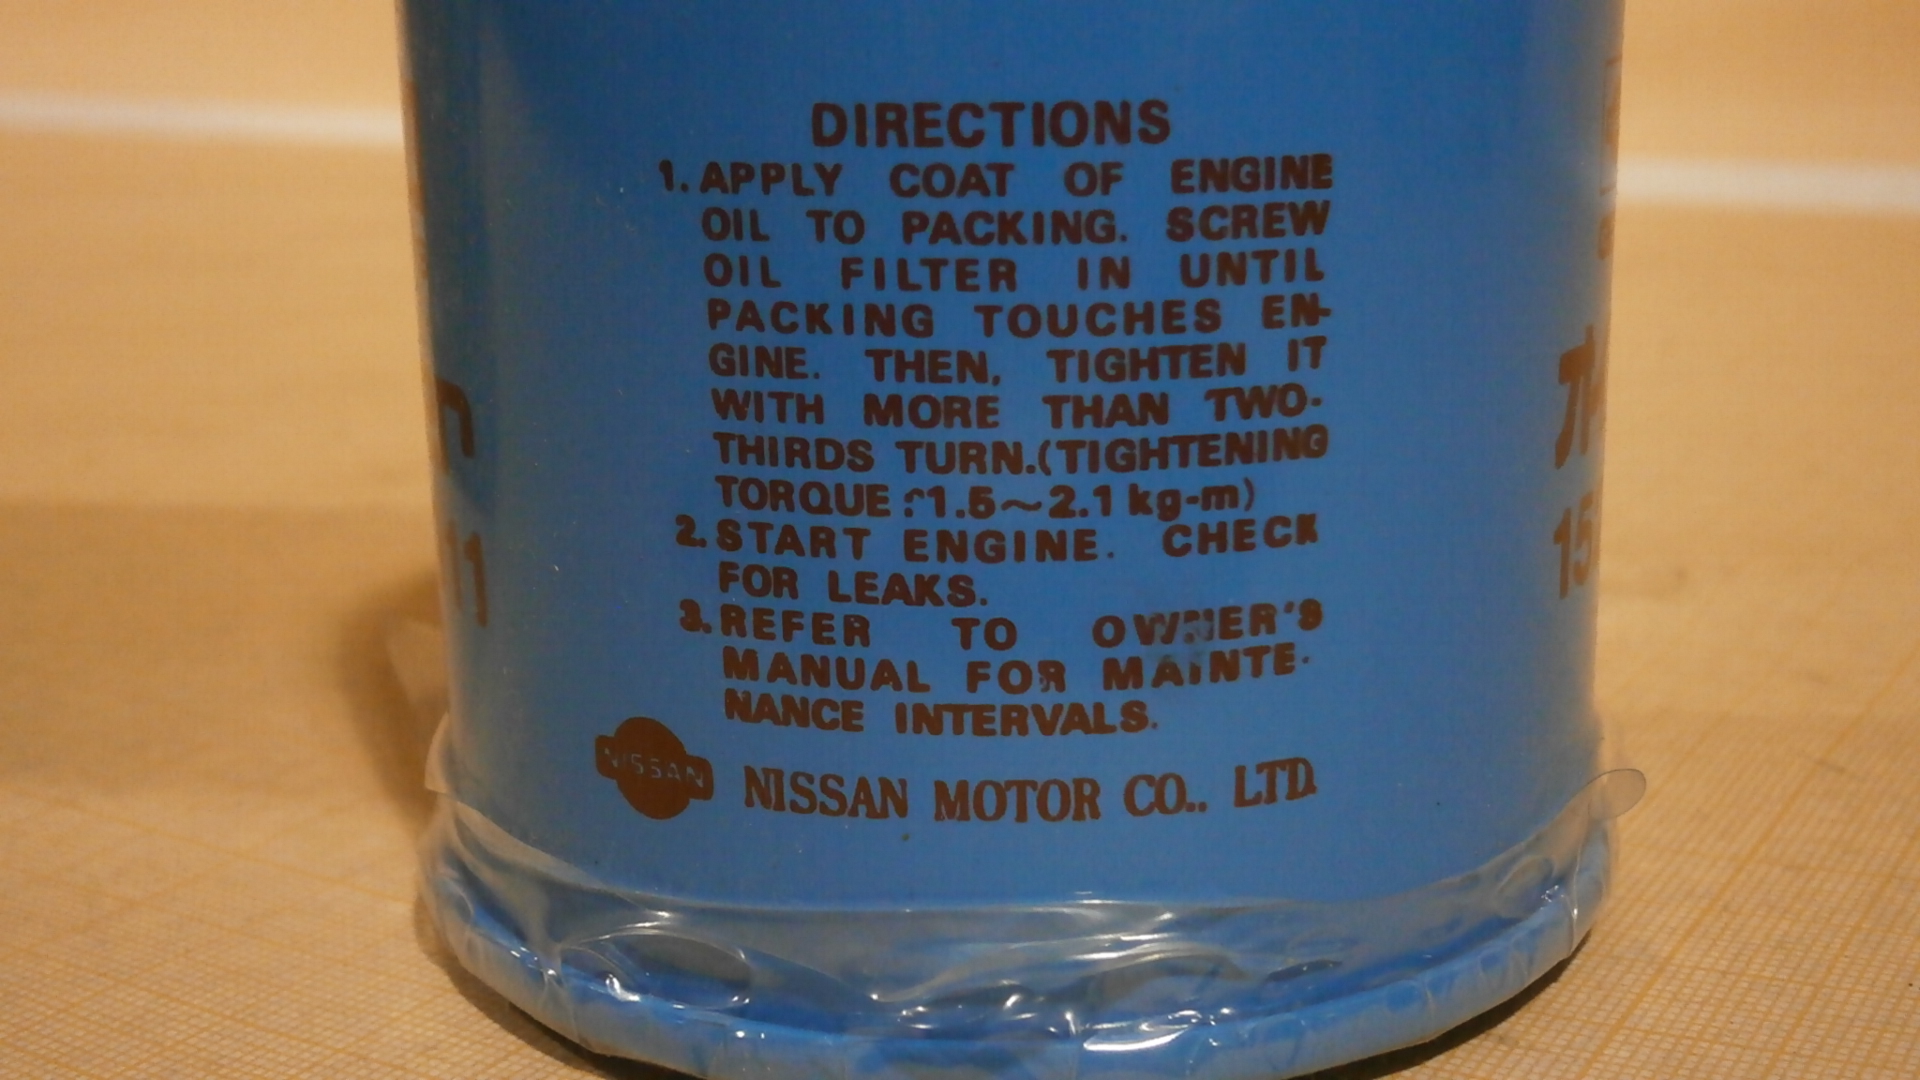 DIRECTIONS
1. APPLY COAT OF ENGINE
OIL TO PACKING. SCREW
OIL FILTER IN UNTIL
PACKING TOUCHES EN-
GINE. THEN, TIGHTEN IT
WITH MORE THAN TWO-
THIRDS TURN.(TIGHTENING
TORQUE : 1.5~2.1 kg-m)
2. START ENGINE. CHECK
FOR LEAKS.
3. REFER TO OWNER'S
MANUAL FOR MAINTE-
NANCE INTERVALS.
NISSAN
NISSAN MOTOR CO., LTD.
11
15